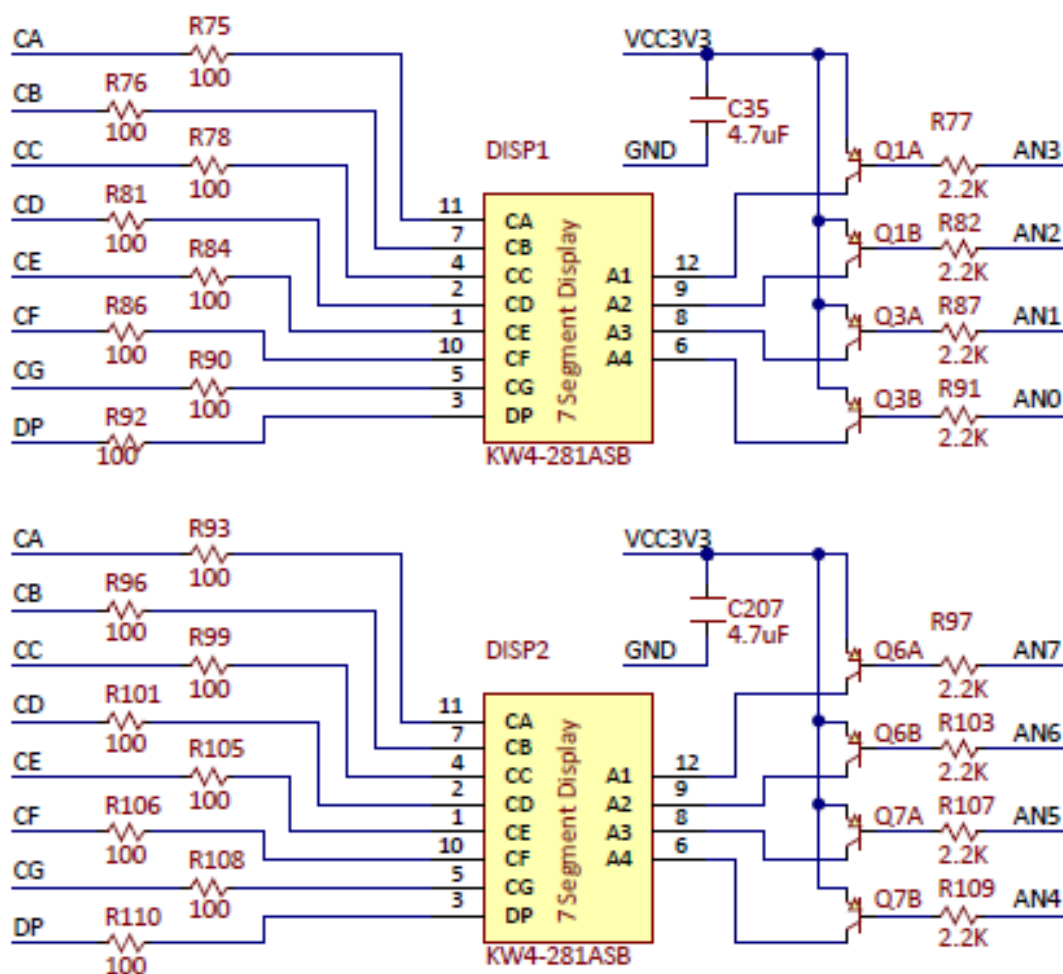 CA R75 100
CB R76 100
CC R78 100
CD R81 100
CE R84 100
CF R86 100
CG R90 100
DP R92 100
DISP1
11 CA
7 CB
4 CC
2 CD
1 CE
10 CF
5 CG
3 DP
7 Segment Display
A1 12
A2 9
A3 8
A4 6
KW4-281ASB
VCC3V3
C35
4.7uF
GND
Q1A R77 2.2K AN3
Q1B R82 2.2K AN2
Q3A R87 2.2K AN1
Q3B R91 2.2K AN0
CA R93 100
CB R96 100
CC R99 100
CD R101 100
CE R105 100
CF R106 100
CG R108 100
DP R110 100
DISP2
11 CA
7 CB
4 CC
2 CD
1 CE
10 CF
5 CG
3 DP
7 Segment Display
A1 12
A2 9
A3 8
A4 6
KW4-281ASB
VCC3V3
C207
4.7uF
GND
Q6A R97 2.2K AN7
Q6B R103 2.2K AN6
Q7A R107 2.2K AN5
Q7B R109 2.2K AN4